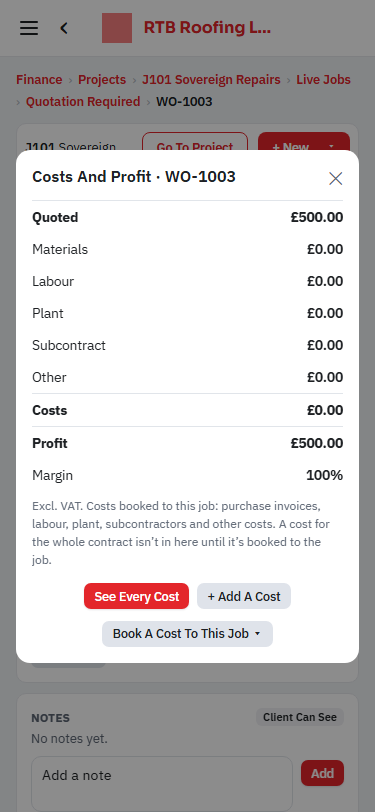 RTB Roofing L...
Finance › Projects › J101 Sovereign Repairs › Live Jobs
› Quotation Required › WO-1003
J101 Sovereign
Go To Project
+ New
Costs And Profit · WO-1003
Quoted £500.00
Materials £0.00
Labour £0.00
Plant £0.00
Subcontract £0.00
Other £0.00
Costs £0.00
Profit £500.00
Margin 100%
Excl. VAT. Costs booked to this job: purchase invoices,
labour, plant, subcontractors and other costs. A cost for
the whole contract isn't in here until it's booked to the
job.
See Every Cost
+ Add A Cost
Book A Cost To This Job
NOTES
Client Can See
No notes yet.
Add a note
Add